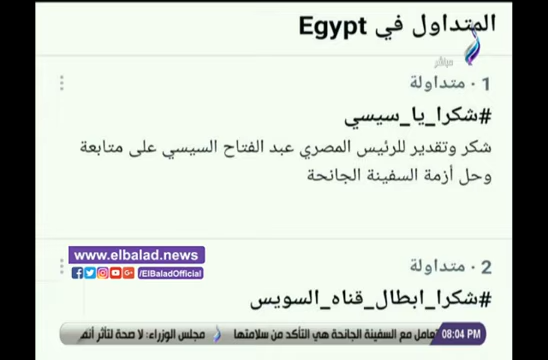 المتداول في Egypt
مباشر
1 · متداولة
#شكرا_يا_سيسي
شكر وتقدير للرئيس المصري عبد الفتاح السيسي على متابعة
وحل أزمة السفينة الجانحة
www.elbalad.news
/ElBaladOfficial
2 · متداولة
#شكرا_ابطال_قناه_السويس
08:04 PM لتعامل مع السفينة الجانحة هي التأكد من سلامتها مجلس الوزراء: لا صحة لتأثر